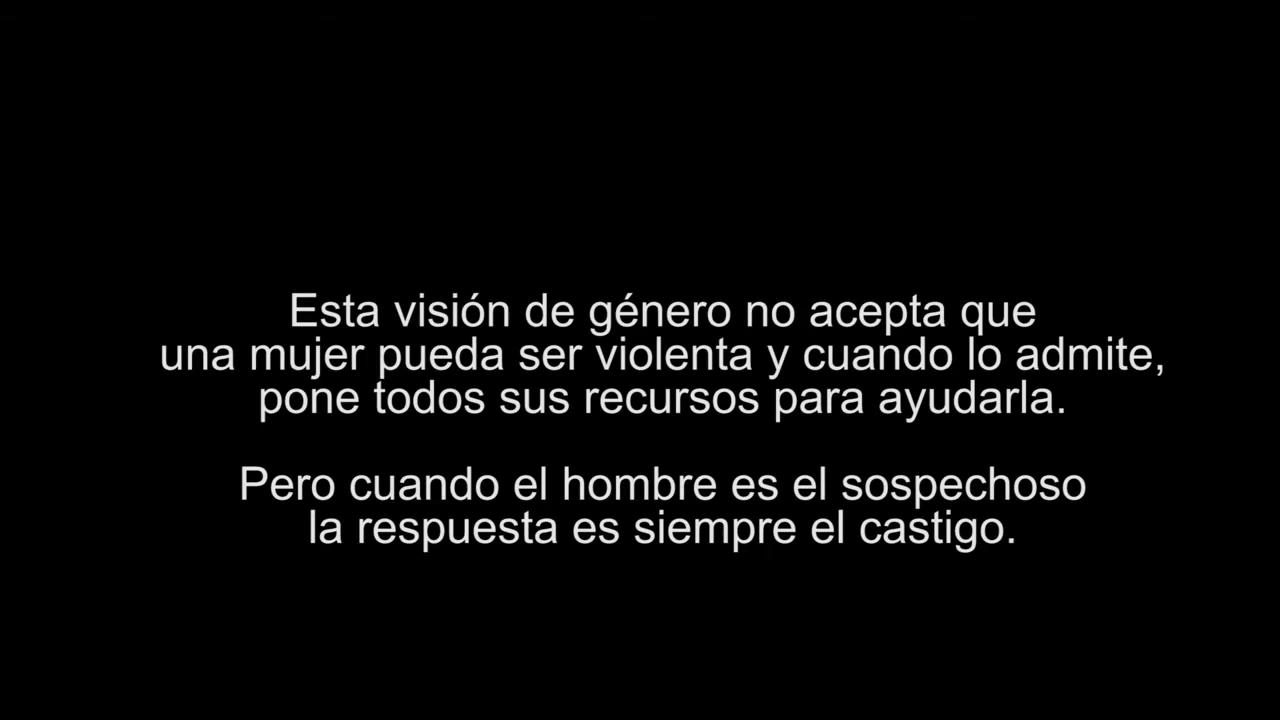 Esta visión de género no acepta que
una mujer pueda ser violenta y cuando lo admite,
pone todos sus recursos para ayudarla.
Pero cuando el hombre es el sospechoso
la respuesta es siempre el castigo.